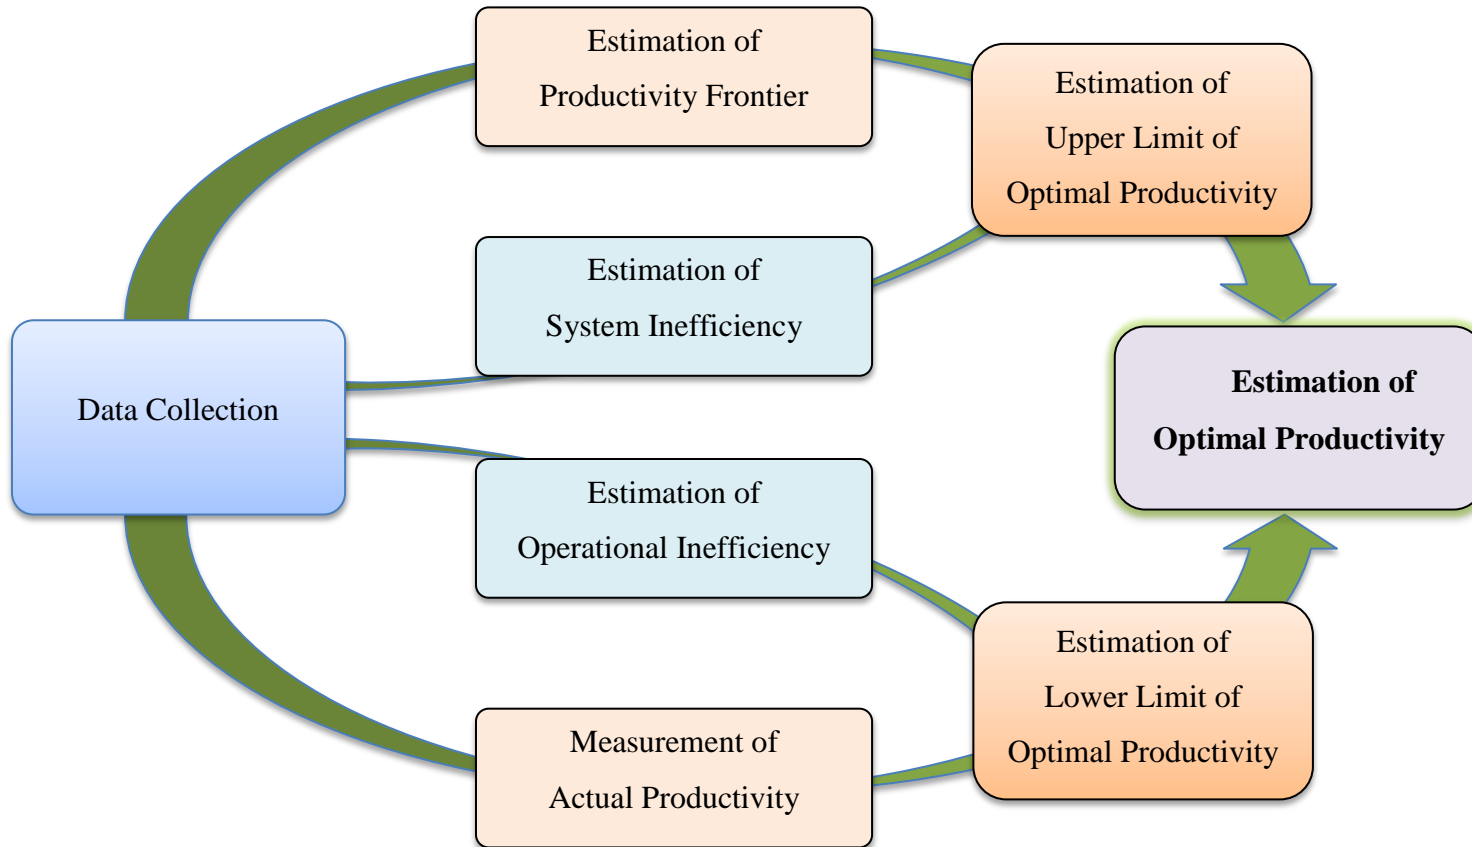 Estimation of
Productivity Frontier
Estimation of
Upper Limit of
Optimal Productivity
Estimation of
System Inefficiency
Data Collection
Estimation of
Optimal Productivity
Estimation of
Operational Inefficiency
Estimation of
Lower Limit of
Optimal Productivity
Measurement of
Actual Productivity